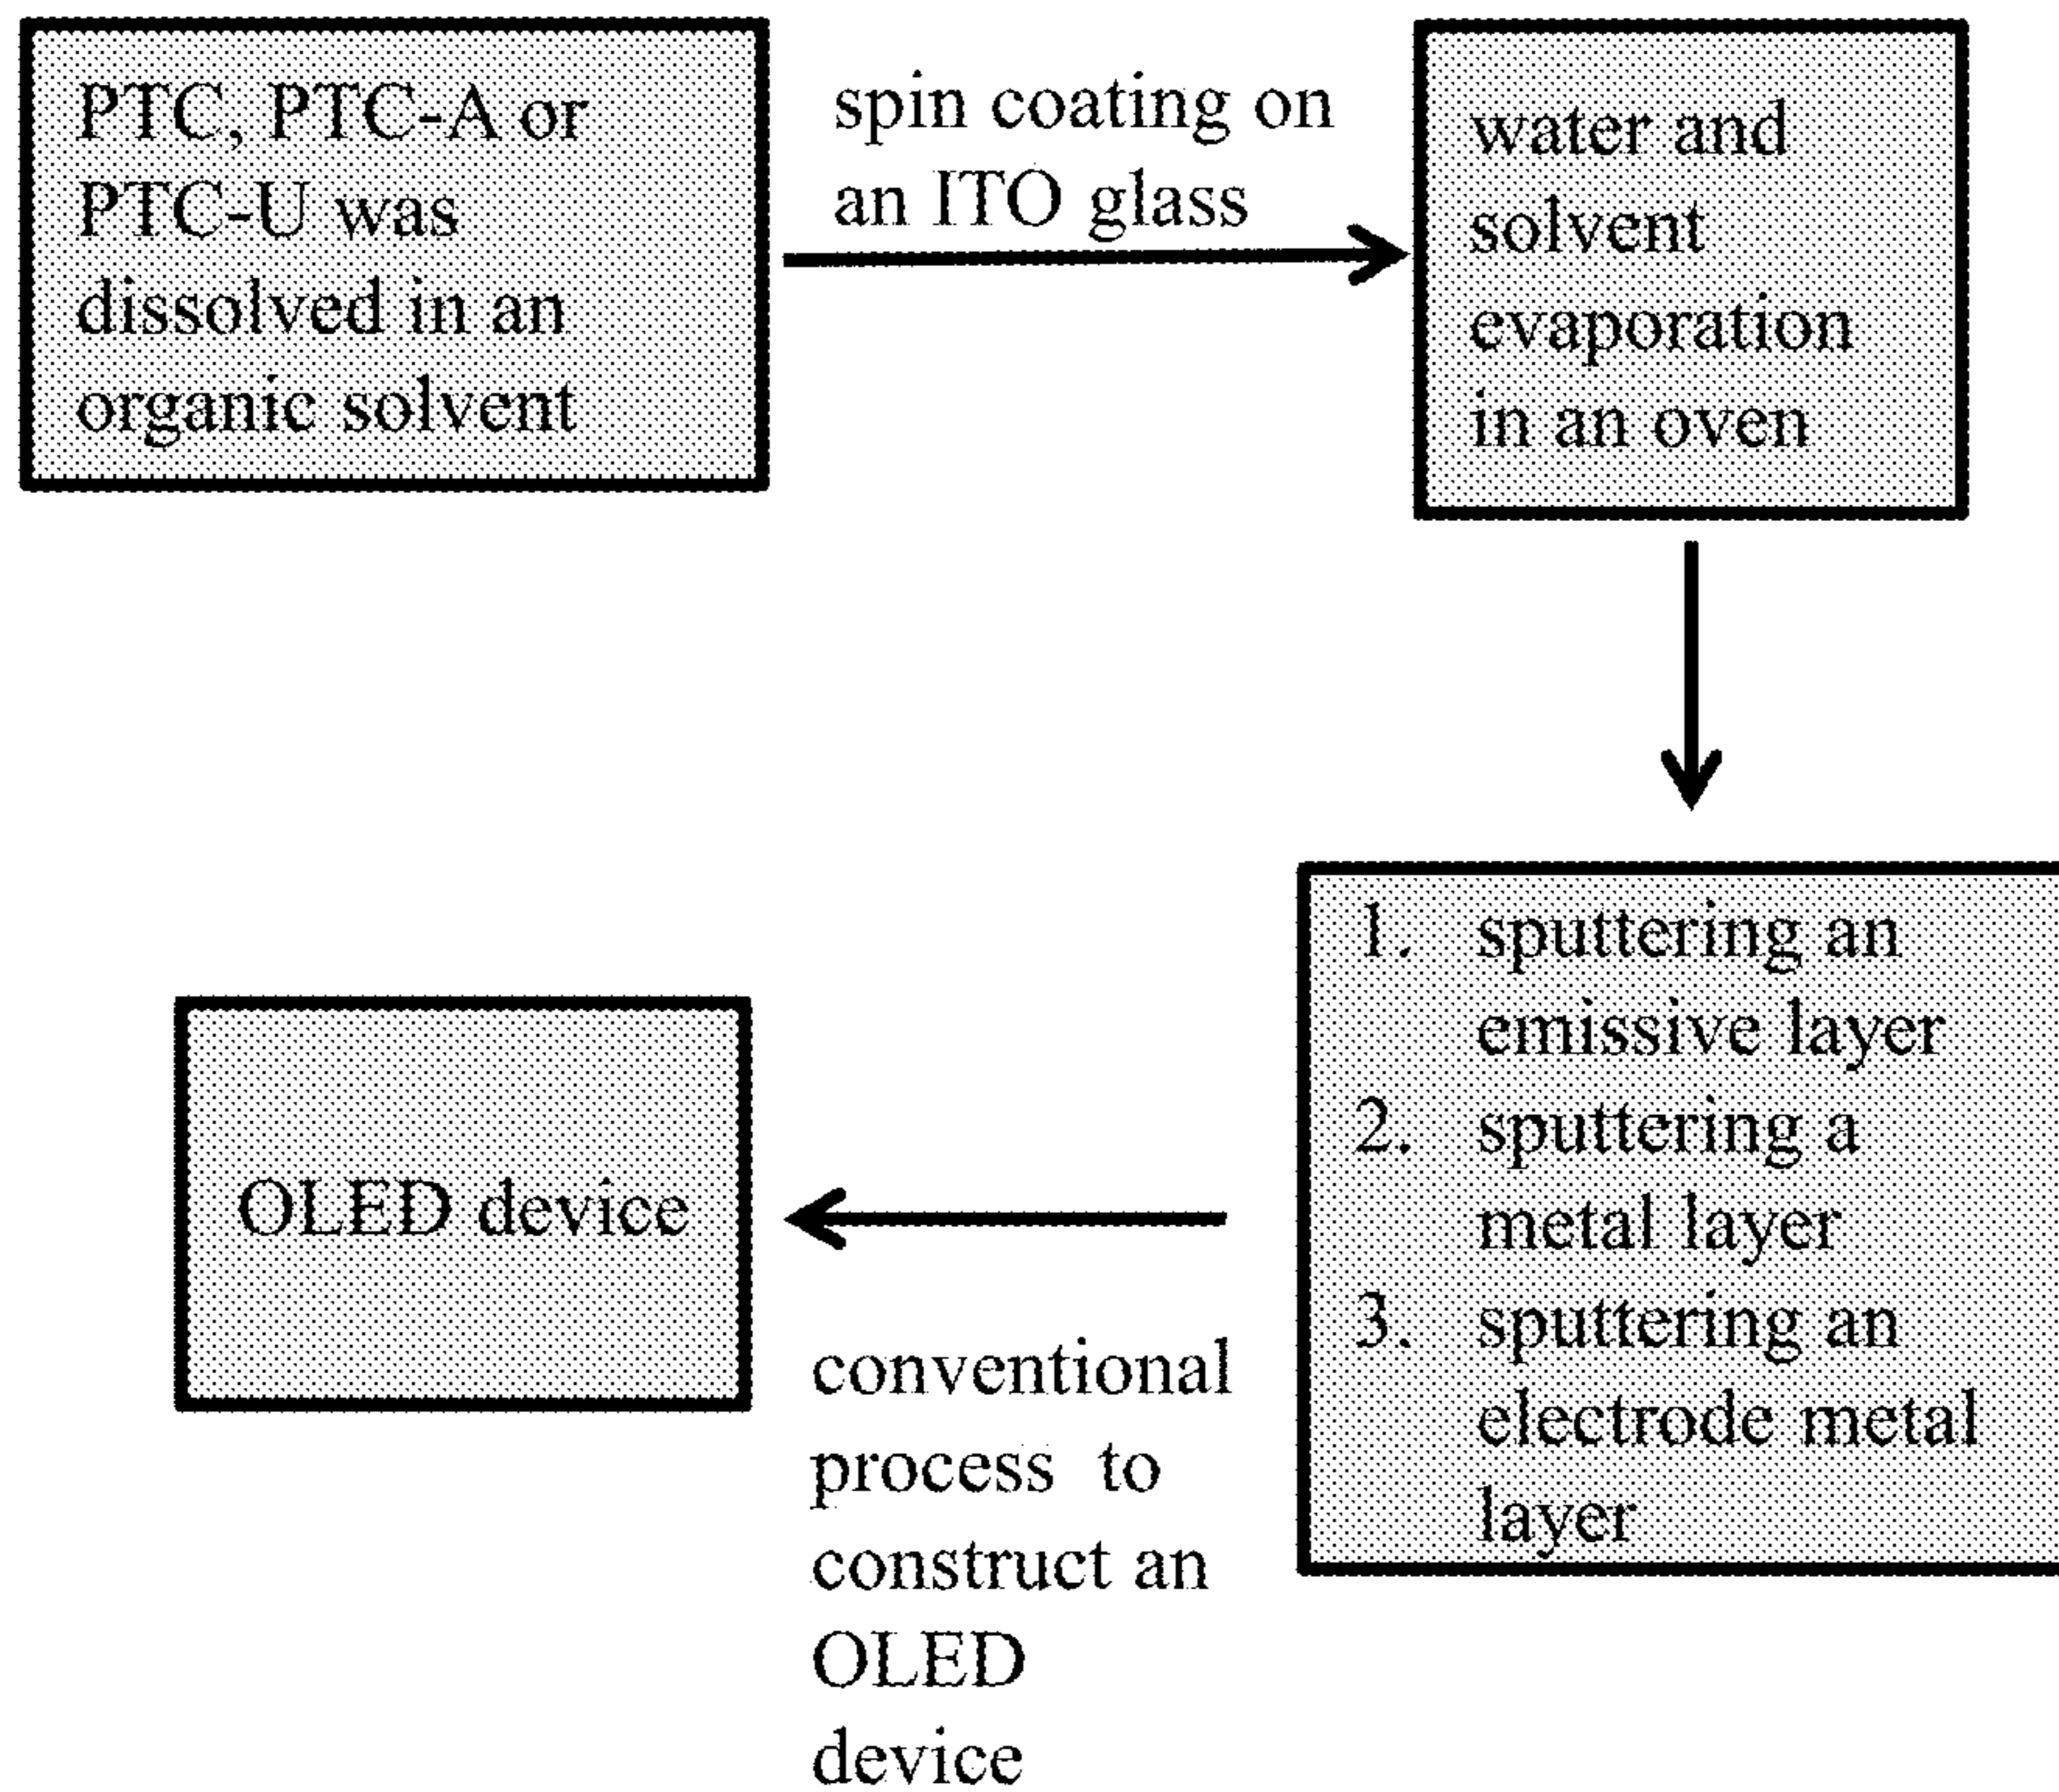 PTC, PTC-A or
PTC-U was
dissolved in an
organic solvent
spin coating on
an ITO glass
water and
solvent
evaporation
in an oven
1. sputtering an
emissive layer
2. sputtering a
metal layer
3. sputtering an
electrode metal
layer
conventional
process to
construct an
OLED
device
OLED device